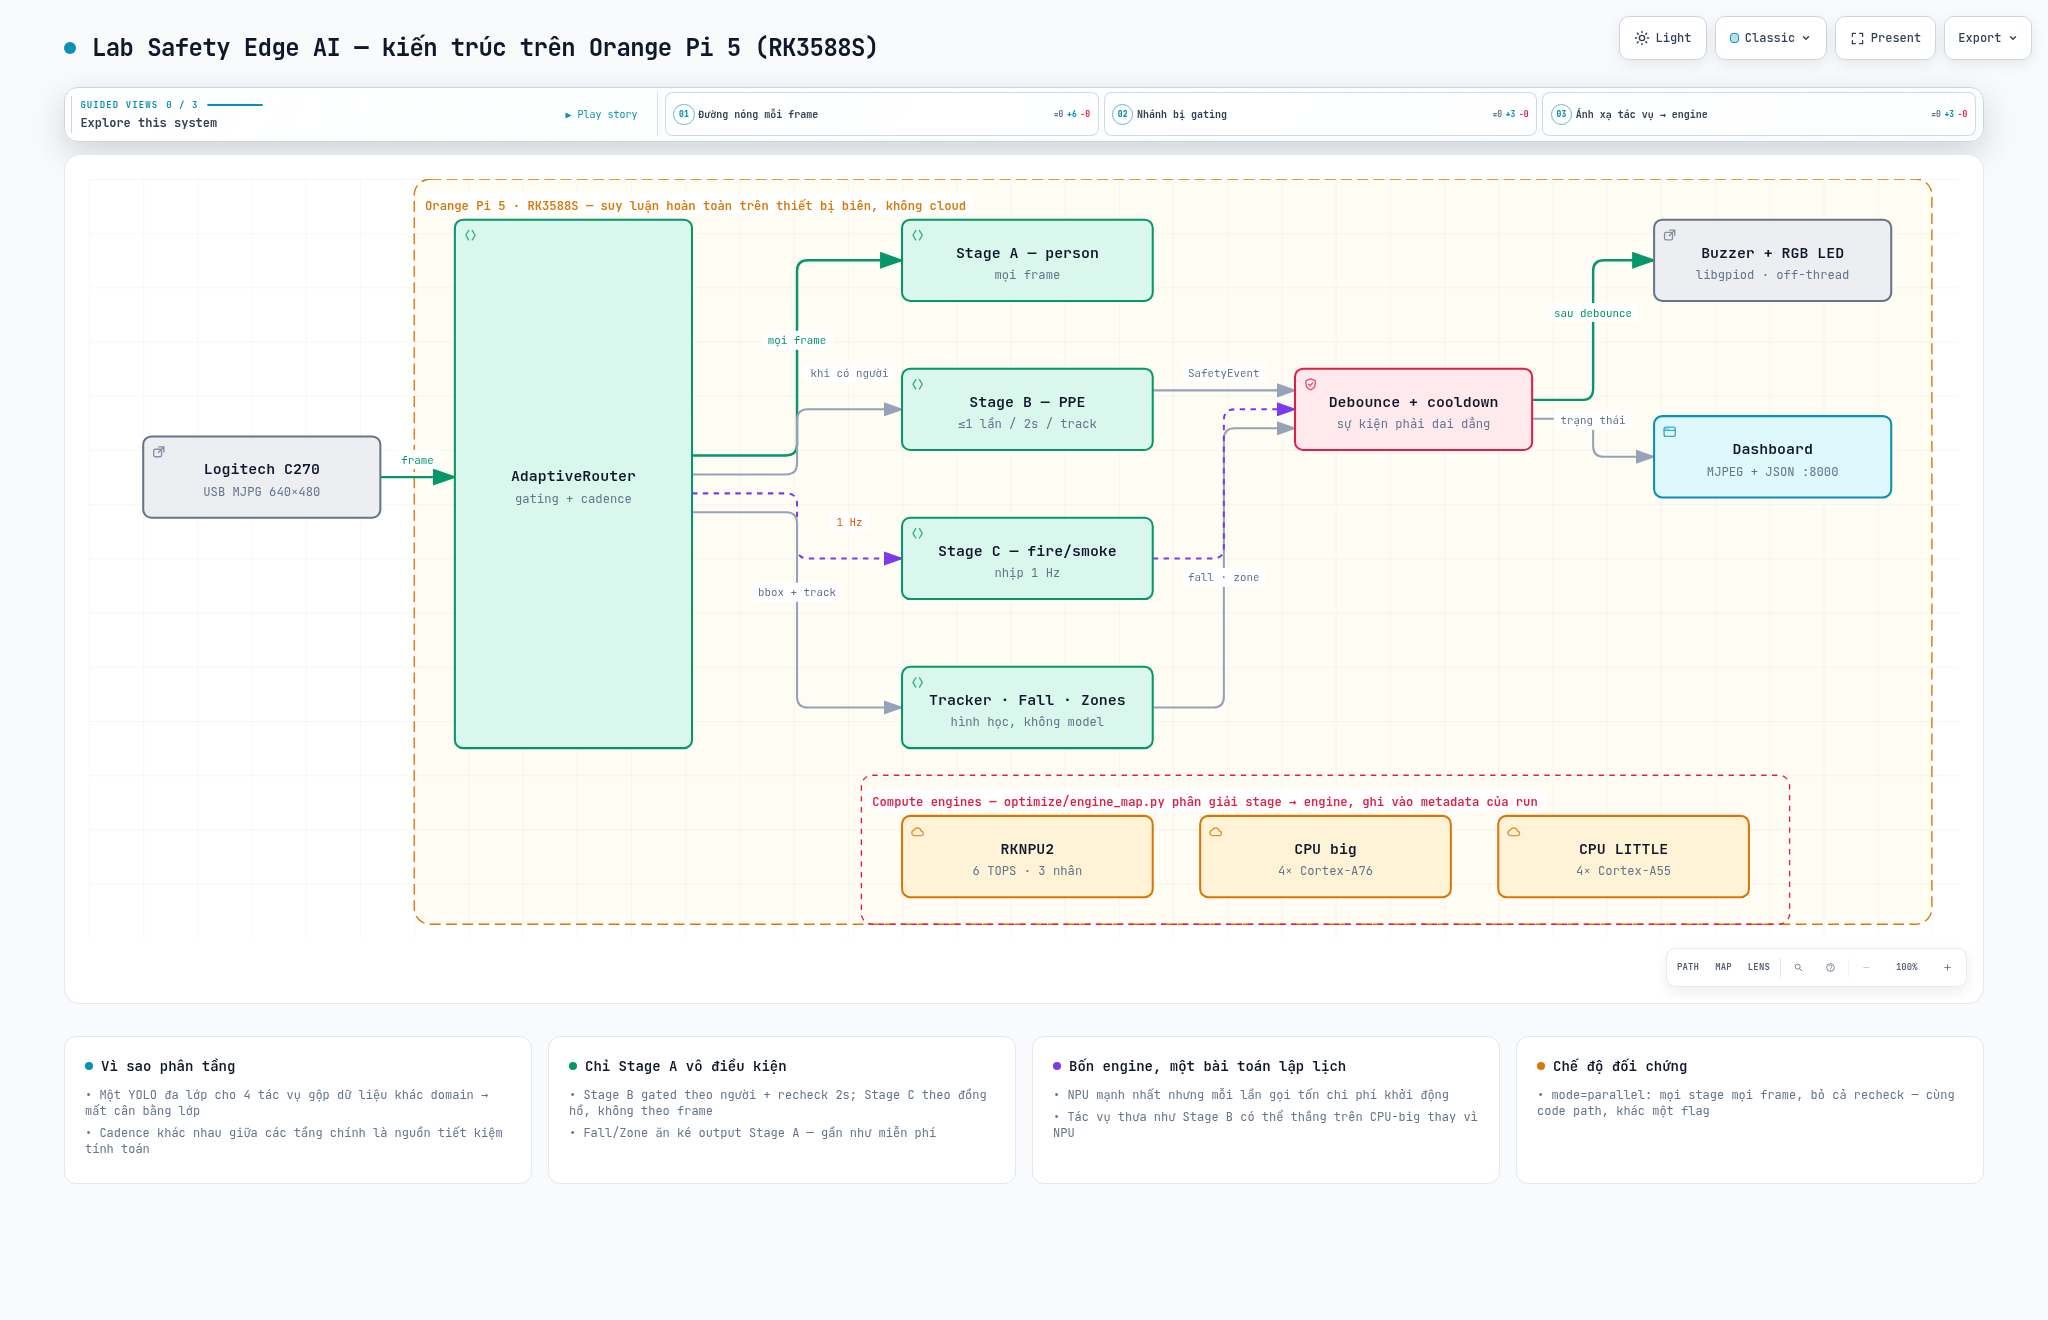 Lab Safety Edge AI — kiến trúc trên Orange Pi 5 (RK3588S)
Light
Classic
Present
Export
GUIDED VIEWS 0 / 3
Explore this system
▶ Play story
01 Đường nóng mỗi frame =0 +6 -0
02 Nhánh bị gating =0 +3 -0
03 Ánh xạ tác vụ → engine =0 +3 -0
Orange Pi 5 · RK3588S — suy luận hoàn toàn trên thiết bị biên, không cloud
Logitech C270
USB MJPG 640×480
frame
AdaptiveRouter
gating + cadence
mọi frame
khi có người
1 Hz
bbox + track
Stage A — person
mọi frame
Stage B — PPE
≤1 lần / 2s / track
Stage C — fire/smoke
nhịp 1 Hz
Tracker · Fall · Zones
hình học, không model
SafetyEvent
fall · zone
Debounce + cooldown
sự kiện phải dai dẳng
sau debounce
trạng thái
Buzzer + RGB LED
libgpiod · off-thread
Dashboard
MJPEG + JSON :8000
Compute engines — optimize/engine_map.py phân giải stage → engine, ghi vào metadata của run
RKNPU2
6 TOPS · 3 nhân
CPU big
4× Cortex-A76
CPU LITTLE
4× Cortex-A55
PATH MAP LENS − 100% +
Vì sao phân tầng
• Một YOLO đa lớp cho 4 tác vụ gộp dữ liệu khác domain →
mất cân bằng lớp
• Cadence khác nhau giữa các tầng chính là nguồn tiết kiệm
tính toán
Chỉ Stage A vô điều kiện
• Stage B gated theo người + recheck 2s; Stage C theo đồng
hồ, không theo frame
• Fall/Zone ăn ké output Stage A — gần như miễn phí
Bốn engine, một bài toán lập lịch
• NPU mạnh nhất nhưng mỗi lần gọi tốn chi phí khởi động
• Tác vụ thưa như Stage B có thể thắng trên CPU-big thay vì
NPU
Chế độ đối chứng
• mode=parallel: mọi stage mọi frame, bỏ cả recheck — cùng
code path, khác một flag